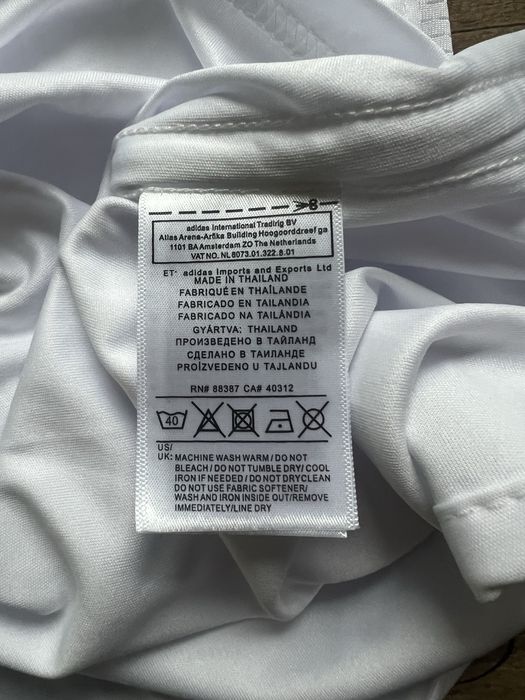 adidas International Tradirig BV
Atlas Arena-Arõka Building Hoogoorddreef ga
1101 BA Amsterdam ZO The Netherlands
VAT NO. NL8073.01.322.8.01
ET· adidas Imports and Exports Ltd
MADE IN THAILAND
FABRIQUÉ EN THAÏLANDE
FABRICADO EN TAILANDIA
FABRICADO NA TAILÂNDIA
GYÁRTVA: THAILAND
ПРОИЗВЕДЕНО В ТАЙЛАНД
СДЕЛАНО В ТАИЛАНДЕ
PROÍZVEDENO U TAJLANDU
RN# 88387 CA# 40312
40
US/
UK: MACHINE WASH WARM / DO NOT
BLEACH / DO NOT TUMBLE DRY/ COOL
IRON IF NEEDED / DO NOT DRYCLEAN
DO NOT USE FABRIC SOFTENER/
WASH AND IRON INSIDE OUT/REMOVE
IMMEDIATELY/LINE DRY